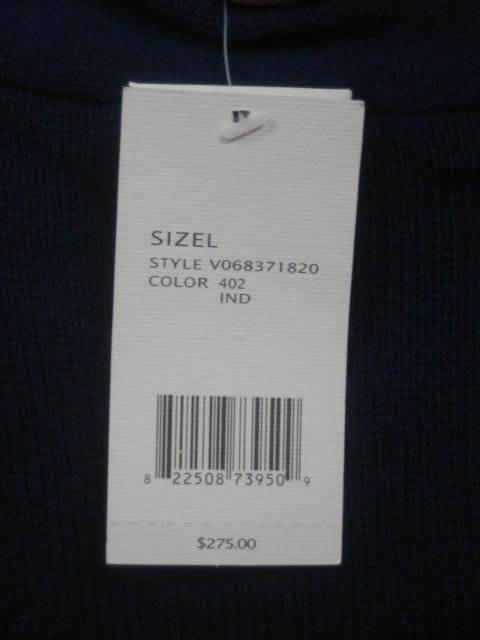 SIZEL
STYLE V068371820
COLOR 402
IND
8 22508 73950 9
$275.00